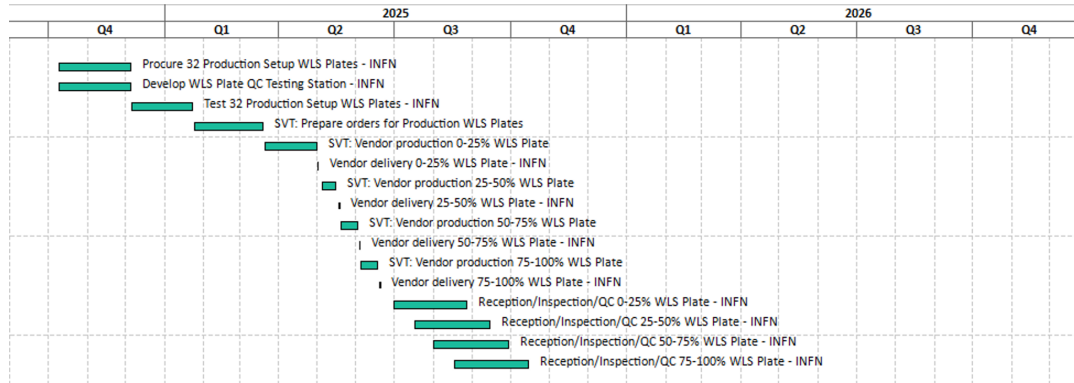 2025 2026
Q4 Q1 Q2 Q3 Q4 Q1 Q2 Q3 Q4
Procure 32 Production Setup WLS Plates - INFN
Develop WLS Plate QC Testing Station - INFN
Test 32 Production Setup WLS Plates - INFN
SVT: Prepare orders for Production WLS Plates
SVT: Vendor production 0-25% WLS Plate
Vendor delivery 0-25% WLS Plate - INFN
SVT: Vendor production 25-50% WLS Plate
Vendor delivery 25-50% WLS Plate - INFN
SVT: Vendor production 50-75% WLS Plate
Vendor delivery 50-75% WLS Plate - INFN
SVT: Vendor production 75-100% WLS Plate
Vendor delivery 75-100% WLS Plate - INFN
Reception/Inspection/QC 0-25% WLS Plate - INFN
Reception/Inspection/QC 25-50% WLS Plate - INFN
Reception/Inspection/QC 50-75% WLS Plate - INFN
Reception/Inspection/QC 75-100% WLS Plate - INFN